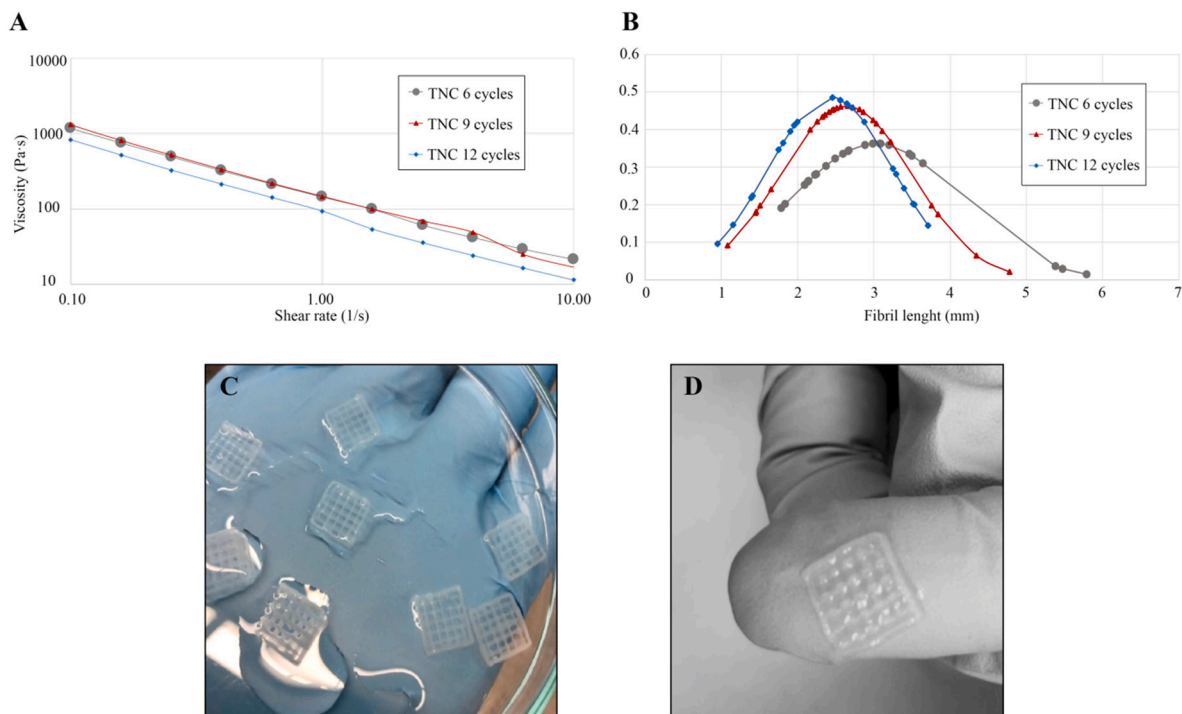 A
Viscosity (Pa·s)
10000
1000
100
10
0.10
1.00
10.00
Shear rate (1/s)
TNC 6 cycles
TNC 9 cycles
TNC 12 cycles
B
0.6
0.5
0.4
0.3
0.2
0.1
0
0
1
2
3
4
5
6
7
Fibril lenght (mm)
TNC 6 cycles
TNC 9 cycles
TNC 12 cycles
C
D